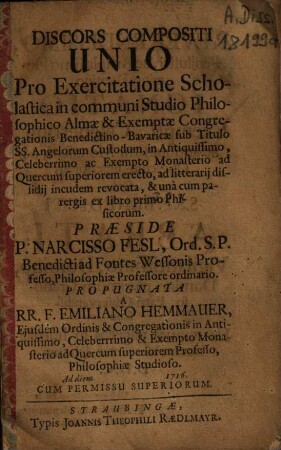 A. Diss.
1819 9a
DISCORS COMPOSITI
UNIO
Pro Exercitatione Scho-
lastica in communi Studio Philo-
sophico Almæ & Exemptæ Congre-
gationis Benedictino-Bavaricæ sub Titulo
SS. Angelorum Custodum, in Antiquissimo,
Celeberrimo ac Exempto Monasterio ad
Quercum superiorem erecto, ad litterarij dis-
sidij incudem revocata, & unà cum pa-
rergis ex libro primo Phy-
sicorum.
PRÆSIDE
P. NARCISSO FESL, Ord. S. P.
Benedicti ad Fontes Wessonis Pro-
fesso, Philosophiæ Professore ordinario.
PROPUGNATA
A
RR. F. EMILIANO HEMMAUER,
Ejusdém Ordinis & Congregationis in Anti-
quissimo, Celeberrimo & Exempto Mona-
sterio ad Quercum superiorem Professo,
Philosophiæ Studioso.
Ad diem 1716.
CUM PERMISSU SUPERIORUM.
STRAUBINGÆ,
Typis JOANNIS THEOPHILI RÆDLMAYR.